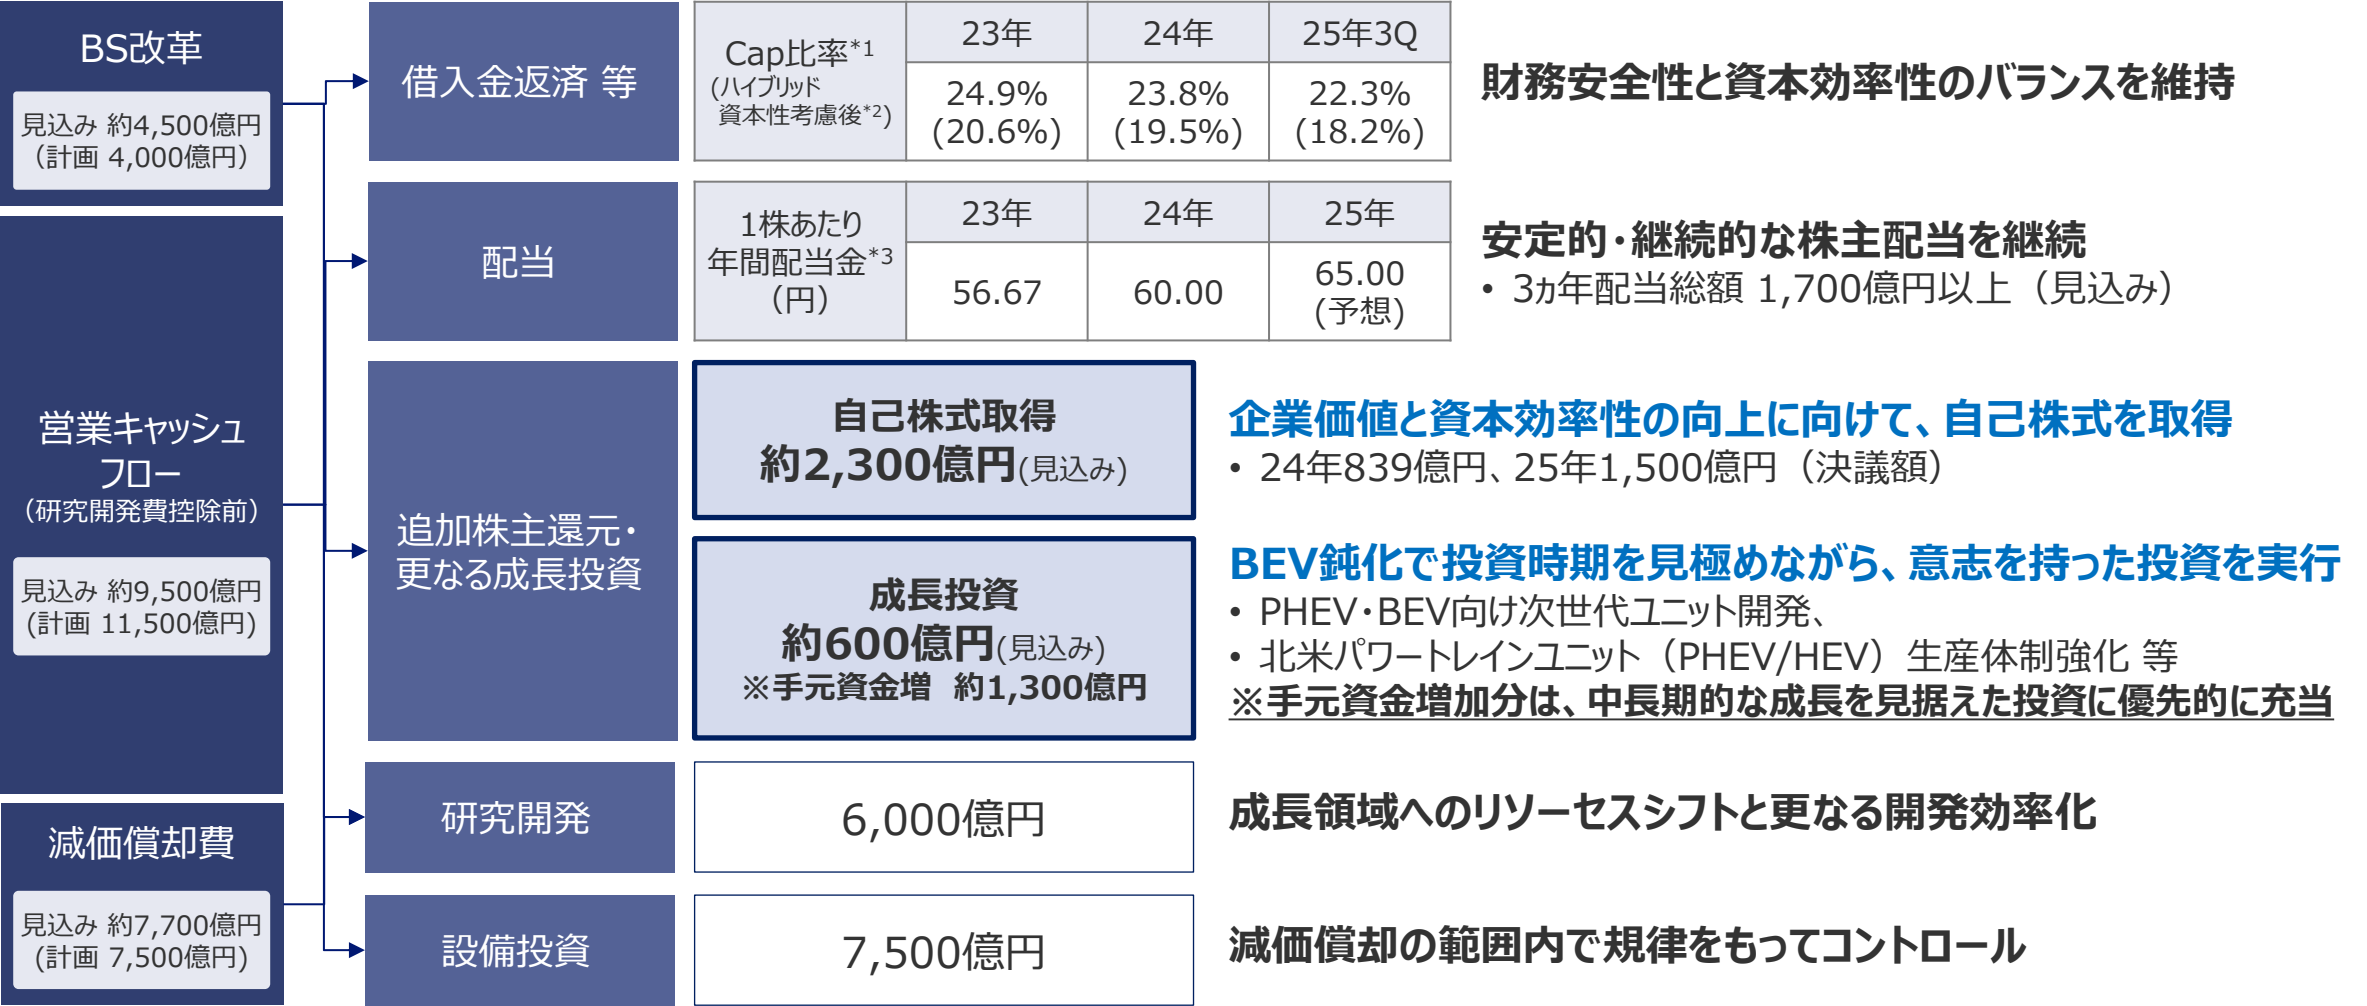 BS改革
見込み 約4,500億円
（計画 4,000億円）
営業キャッシュ
フロー
（研究開発費控除前）
見込み 約9,500億円
(計画 11,500億円)
減価償却費
見込み 約7,700億円
(計画 7,500億円)
借入金返済 等
Cap比率*1
(ハイブリッド
資本性考慮後*2)
23年
24年
25年3Q
24.9%
(20.6%)
23.8%
(19.5%)
22.3%
(18.2%)
財務安全性と資本効率性のバランスを維持
配当
1株あたり
年間配当金*3
（円）
23年
24年
25年
56.67
60.00
65.00
(予想)
安定的・継続的な株主配当を継続
• 3ヵ年配当総額 1,700億円以上（見込み）
追加株主還元・
更なる成長投資
自己株式取得
約2,300億円(見込み)
企業価値と資本効率性の向上に向けて、自己株式を取得
• 24年839億円、25年1,500億円（決議額）
成長投資
約600億円(見込み)
※手元資金増　約1,300億円
BEV鈍化で投資時期を見極めながら、意志を持った投資を実行
• PHEV・BEV向け次世代ユニット開発、
• 北米パワートレインユニット（PHEV/HEV）生産体制強化 等
※手元資金増加分は、中長期的な成長を見据えた投資に優先的に充当
研究開発
6,000億円
成長領域へのリソーセスシフトと更なる開発効率化
設備投資
7,500億円
減価償却の範囲内で規律をもってコントロール